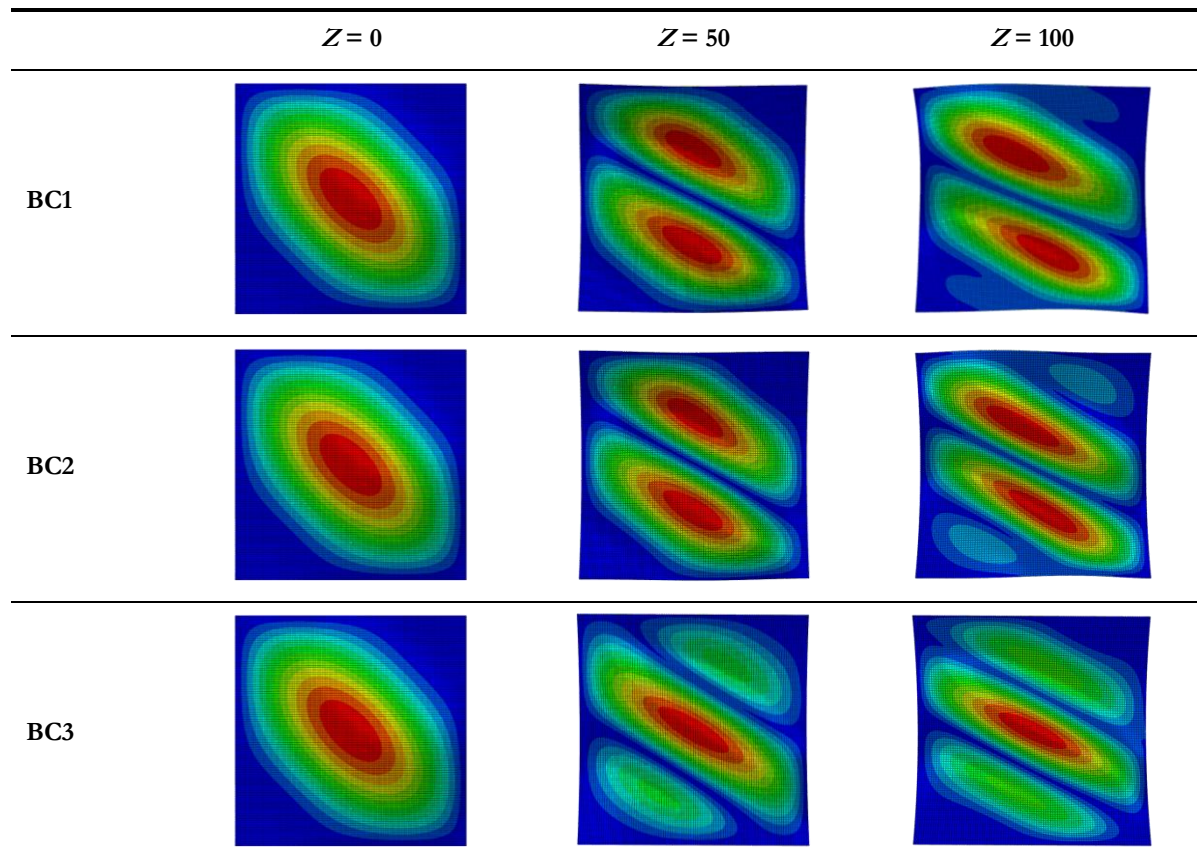 Z = 0 Z = 50 Z = 100
BC1
BC2
BC3